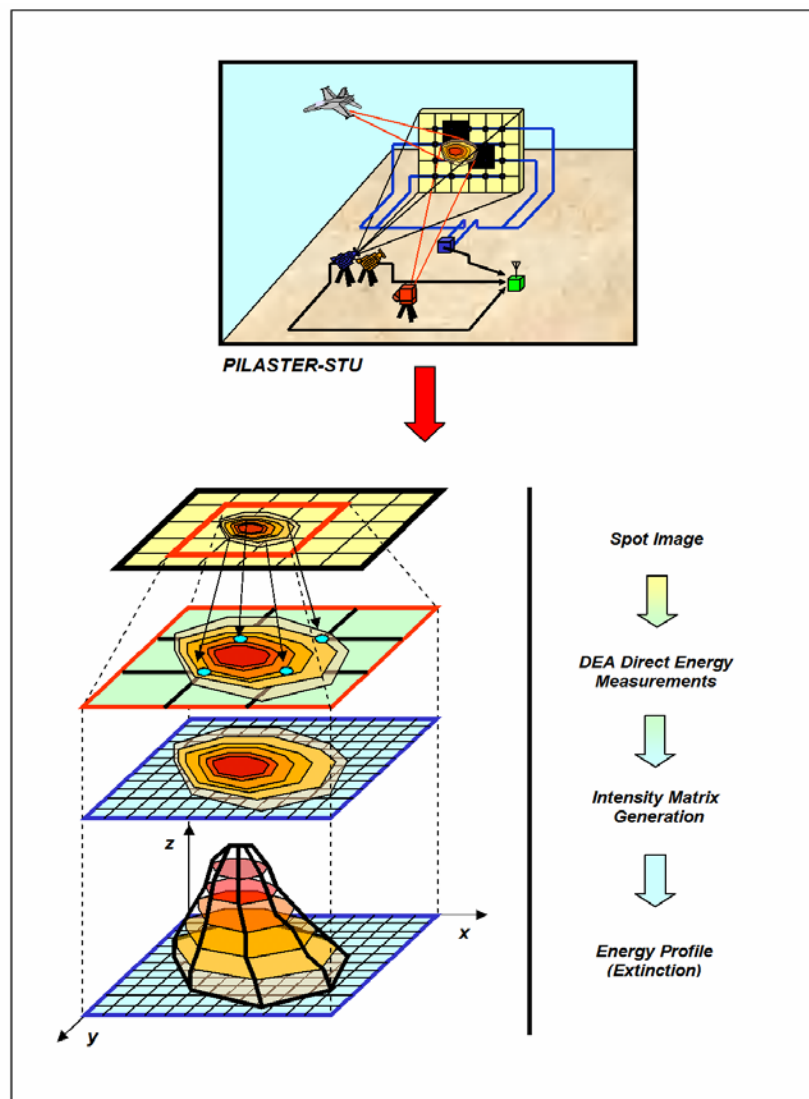 PILASTER-STU
Spot Image
DEA Direct Energy
Measurements
Intensity Matrix
Generation
z
x
Energy Profile
(Extinction)
y